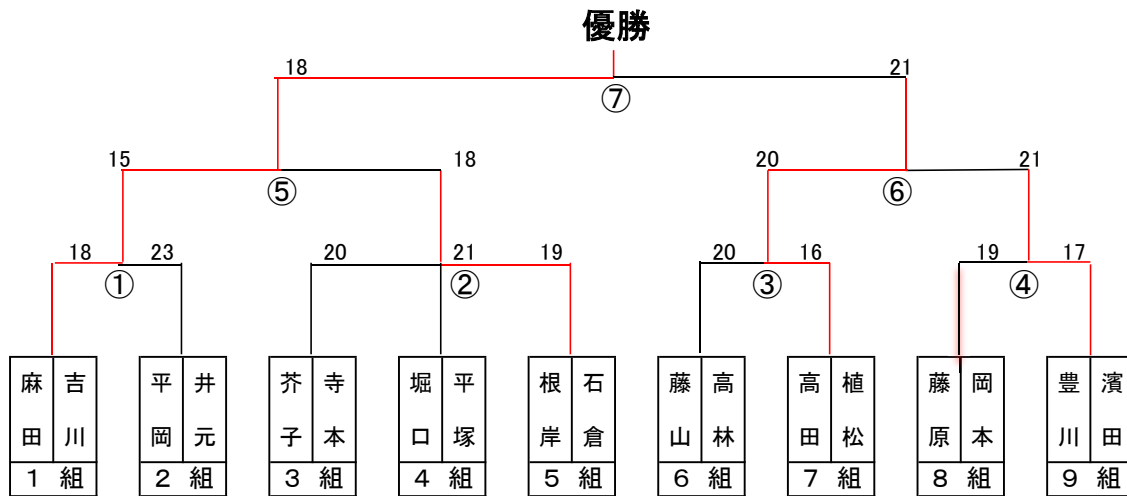 優勝
18 21
⑦
15 18 20 21
⑤ ⑥
18 23 20 21 19 20 16 19 17
① ② ③ ④
麻田 吉川 平岡 井元 芥子 寺本 堀口 平塚 根岸 石倉 藤山 高林 高田 植松 藤原 岡本 豊川 濱田
1 組 2 組 3 組 4 組 5 組 6 組 7 組 8 組 9 組